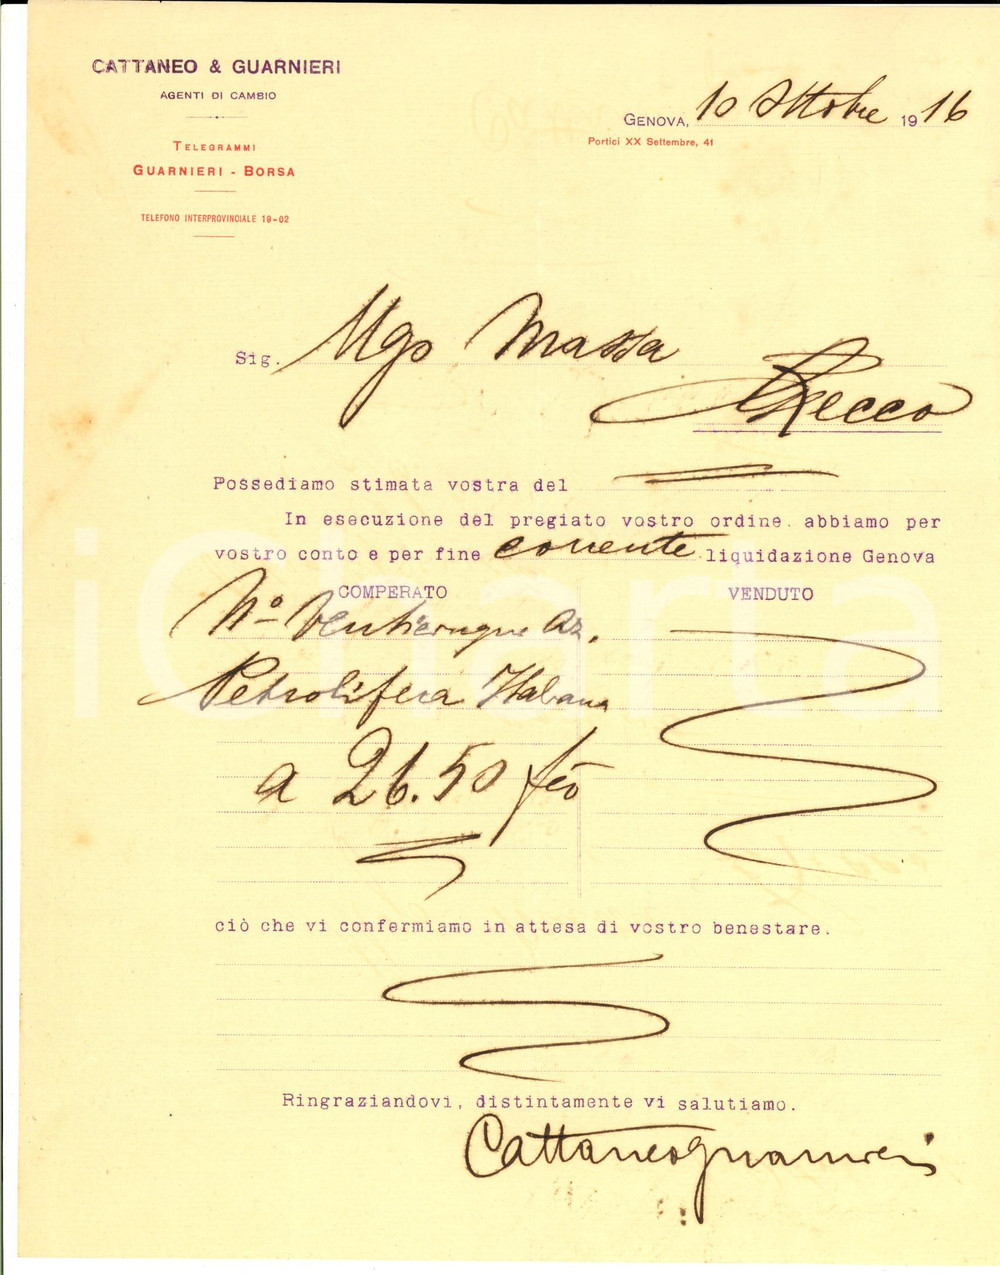 CATTANEO & GUARNIERI
AGENTI DI CAMBIO
TELEGRAMMI
GUARNIERI - BORSA
TELEFONO INTERPROVINCIALE 19-02
GENOVA, 10 Ottobre 1916
Portici XX Settembre, 41
Sig. Ugo Massa
Recco
Possediamo stimata vostra del
In esecuzione del pregiato vostro ordine abbiamo per
vostro conto e per fine corrente liquidazione Genova
COMPERATO VENDUTO
No Venticinque Az.
Petrolifera Italiana
a 26.50 fco
ciò che vi confermiamo in attesa di vostro benestare.
Ringraziandovi, distintamente vi salutiamo.
Cattaneo Guarnieri
iCharta